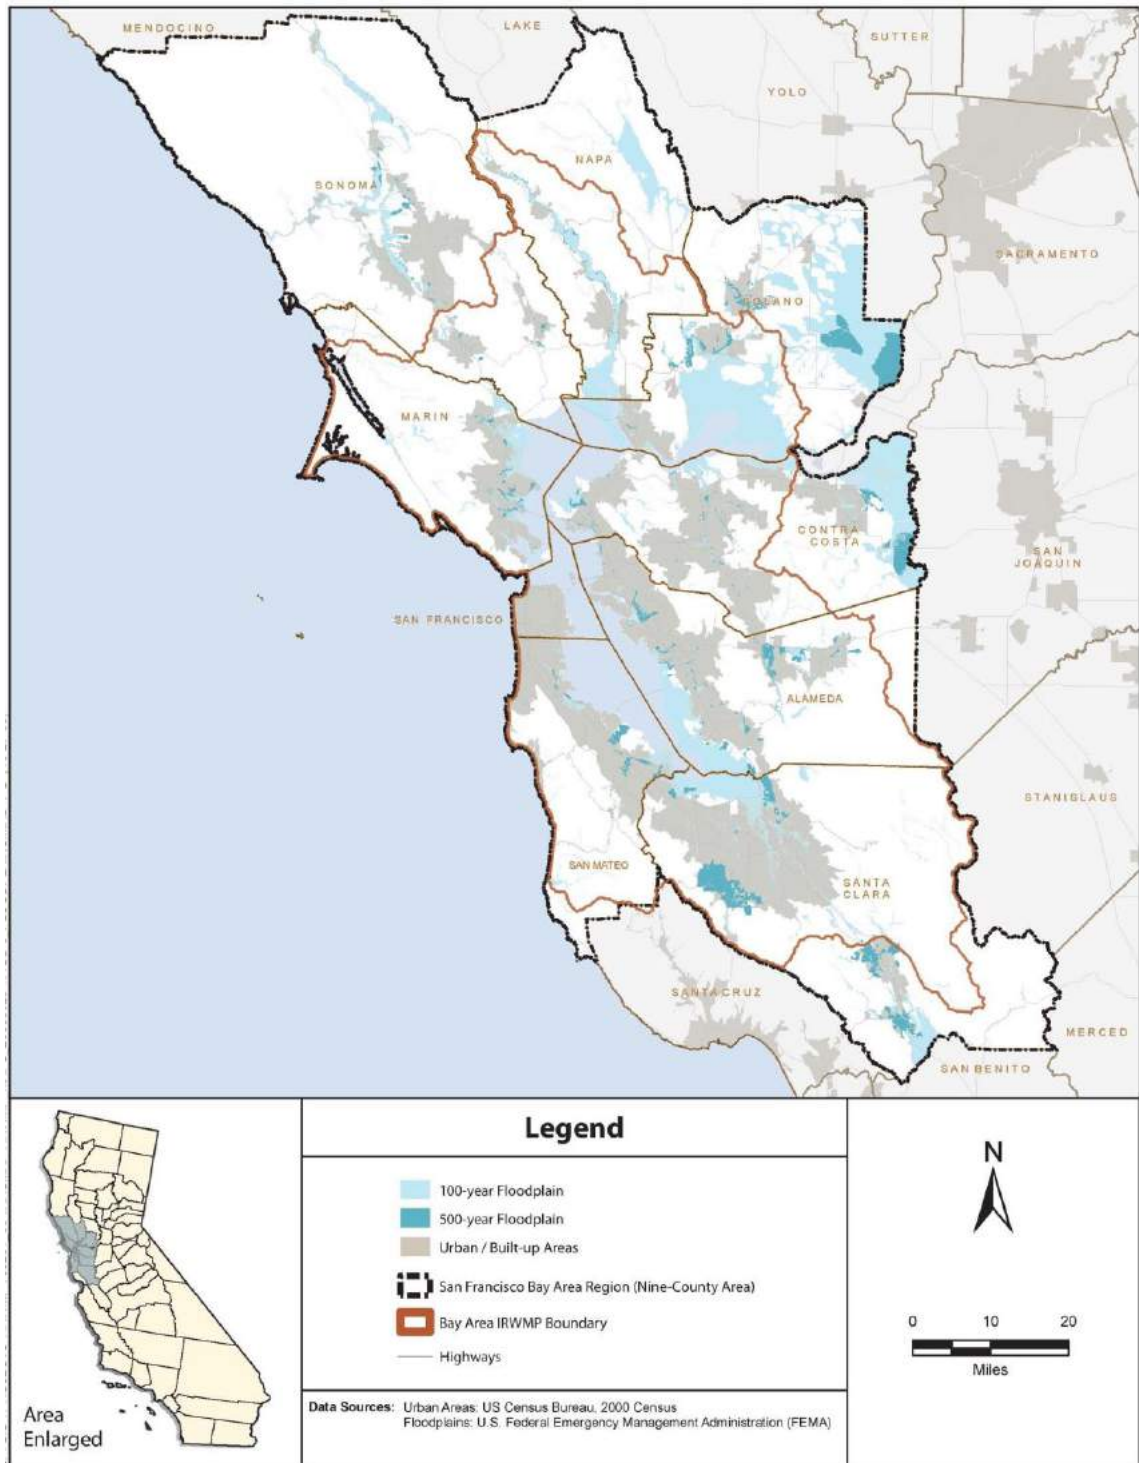 MENDOCINO
LAKE
SUTTER
YOLO
NAPA
SONOMA
SACRAMENTO
SOLANO
MARIN
CONTRA
COSTA
SAN
JOAQUIN
SAN FRANCISCO
ALAMEDA
STANISLAUS
SAN MATEO
SANTA
CLARA
SANTA CRUZ
MERCED
SAN BENITO
Area
Enlarged
Legend
100-year Floodplain
500-year Floodplain
Urban / Built-up Areas
San Francisco Bay Area Region (Nine-County Area)
Bay Area IRWMP Boundary
Highways
Data Sources: Urban Areas: US Census Bureau, 2000 Census
Floodplains: U.S. Federal Emergency Management Administration (FEMA)
N
0 10 20
Miles